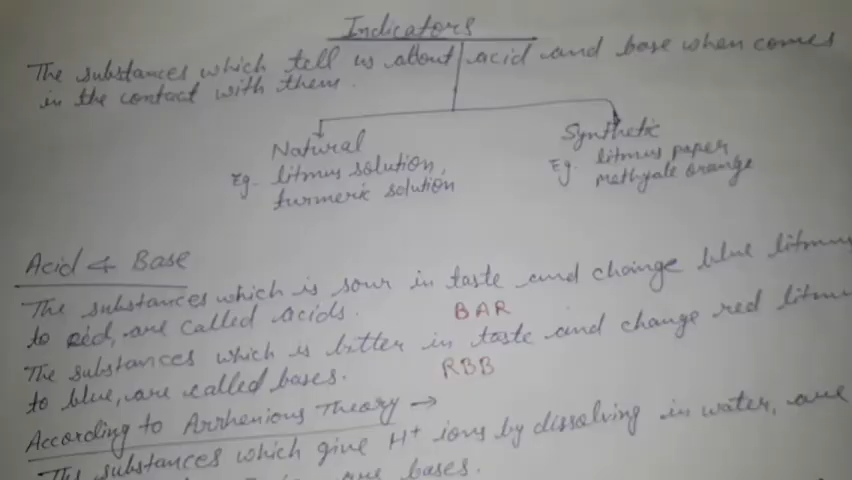 Indicators
The substances which tell us about acid and base when comes
in the contact with them.
Natural
Eg. litmus solution,
turmeric solution
Synthetic
Eg. litmus paper
methyale orange
Acid & Base
The substances which is sour in taste and change blue litmus
to red, are called acids. BAR
The substances which is bitter in taste and change red litmu
to blue, are called bases. RBB
According to Arrhenious Theory →
The substances which give H+ ions by dissolving in water, are
are bases.